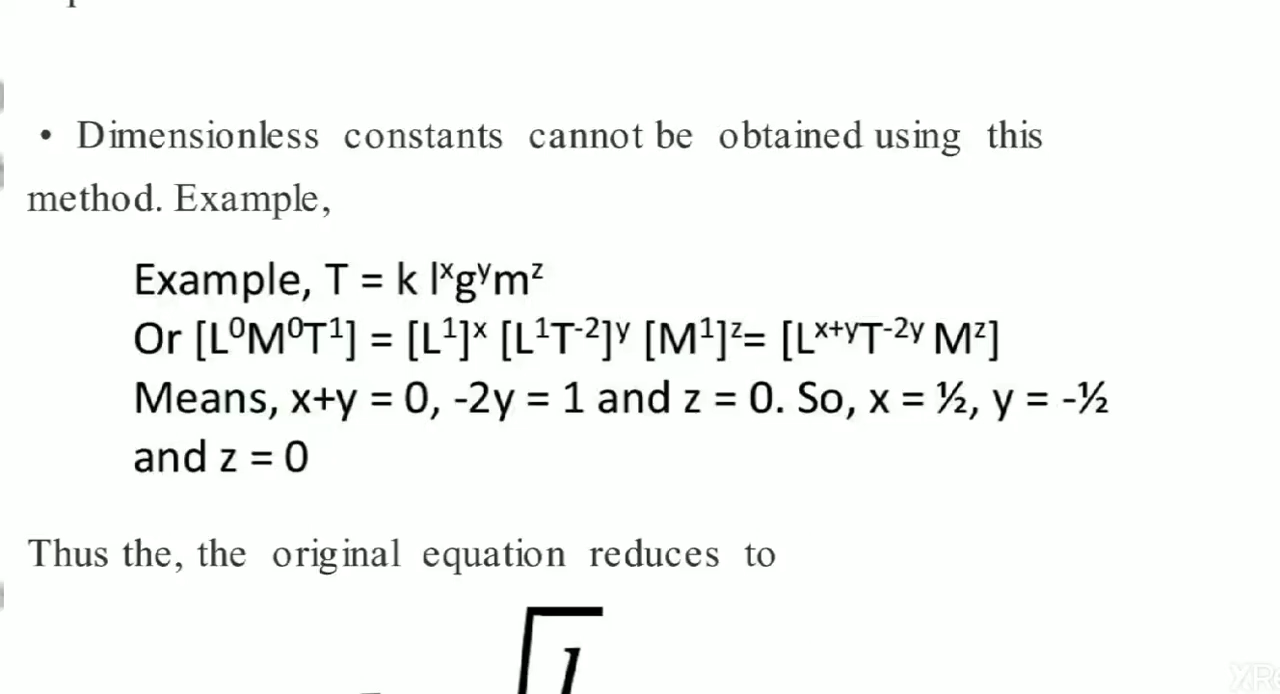 • Dimensionless constants cannot be obtained using this
method. Example,
Example, T = k lˣgʸmᶻ
Or [L⁰M⁰T¹] = [L¹]ˣ [L¹T⁻²]ʸ [M¹]ᶻ= [Lˣ⁺ʸT⁻²ʸ Mᶻ]
Means, x+y = 0, -2y = 1 and z = 0. So, x = ½, y = -½
and z = 0
Thus the, the original equation reduces to
l